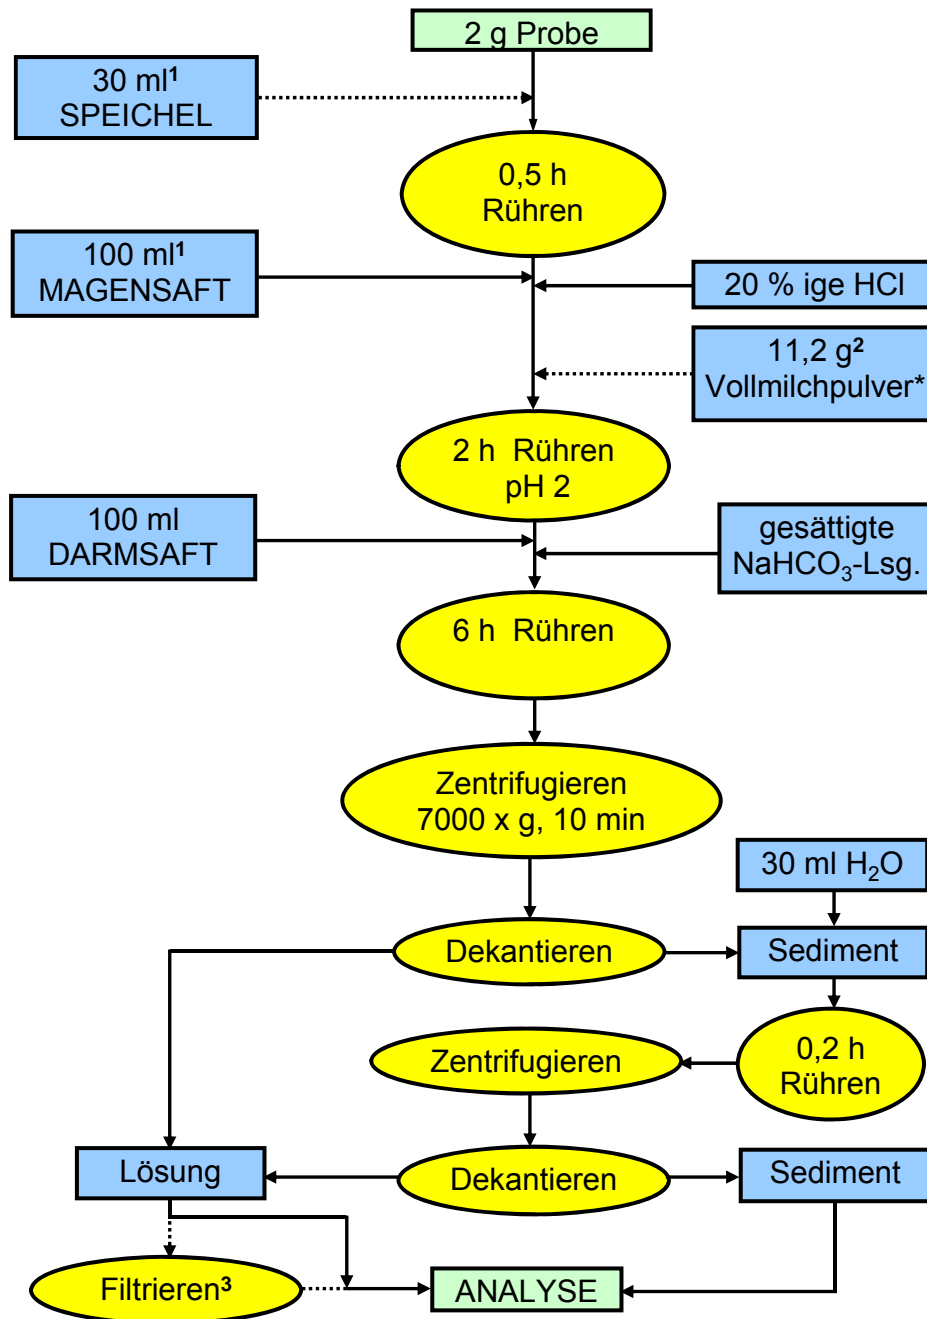 2 g Probe
30 ml¹
SPEICHEL
0,5 h
Rühren
100 ml¹
MAGENSAFT
20 % ige HCl
11,2 g²
Vollmilchpulver*
2 h Rühren
pH 2
100 ml
DARMSAFT
gesättigte
NaHCO₃-Lsg.
6 h Rühren
Zentrifugieren
7000 x g, 10 min
30 ml H₂O
Dekantieren
Sediment
Zentrifugieren
0,2 h
Rühren
Lösung
Dekantieren
Sediment
Filtrieren³
ANALYSE